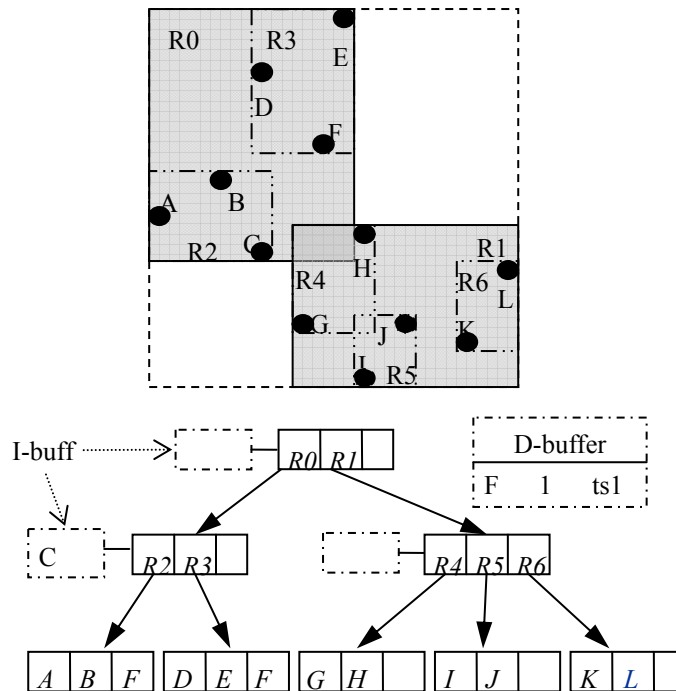 R0 R3 E
D
F
A B
C
R2
H R1
R4 R6
L
G J K
I
R5
I-buff
R0 R1
D-buffer
F 1 ts1
C
R2 R3
R4 R5 R6
A B F D E F G H I J K L